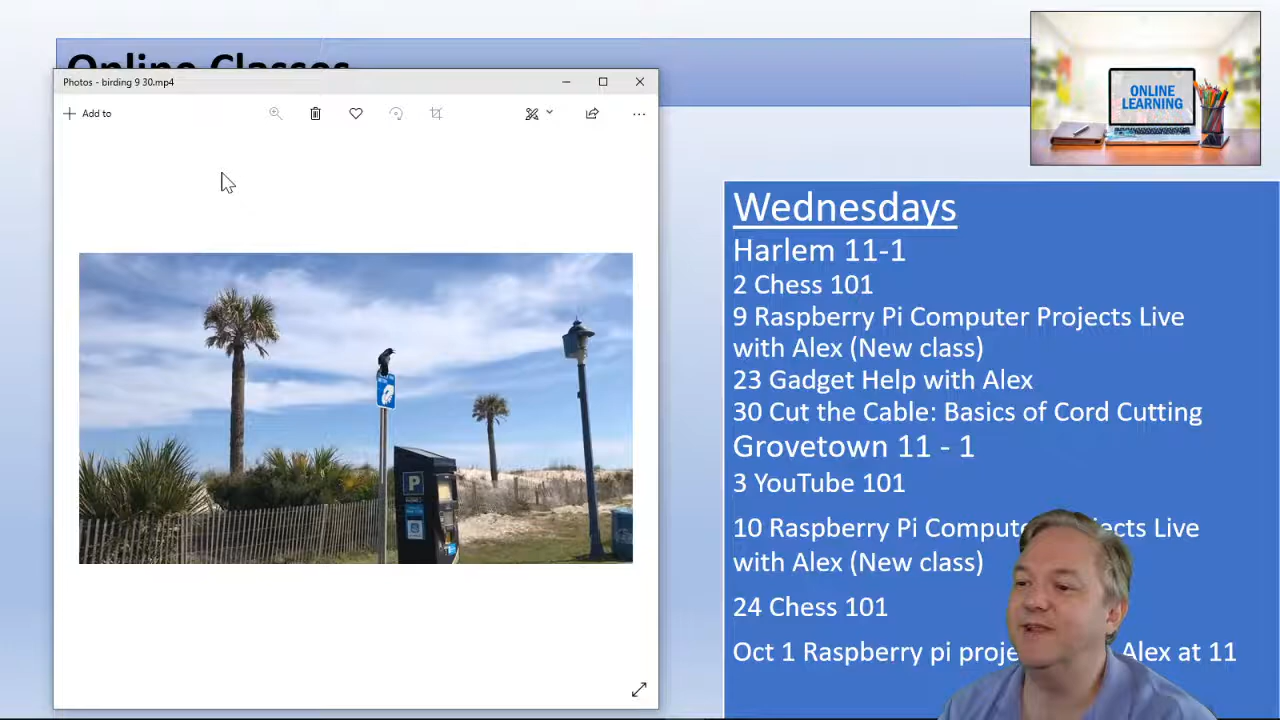 Online Classes
Photos - birding 9 30.mp4
Add to
P
ONLINE
LEARNING
Wednesdays
Harlem 11-1
2 Chess 101
9 Raspberry Pi Computer Projects Live
with Alex (New class)
23 Gadget Help with Alex
30 Cut the Cable: Basics of Cord Cutting
Grovetown 11 - 1
3 YouTube 101
10 Raspberry Pi Live
with Alex (New class)
24 Chess 101
Oct 1 Raspberry pi Alex at 11